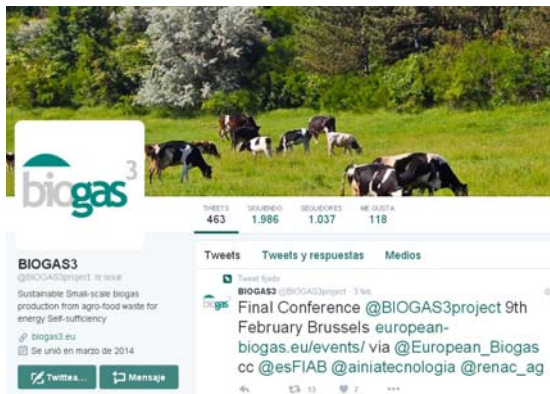 biogas3
TWEETS SIGUIENDO SEGUIDORES ME GUSTA
463 1.986 1.037 118
BIOGAS3
@BIOGAS3project TE SIGUE
Sustainable Small-scale biogas
production from agro-food waste for
energy Self-sufficiency
biogas3.eu
Se unió en marzo de 2014
Twittea... Mensaje
Tweets Tweets y respuestas Medios
Tweet fijado
BIOGAS3 @BIOGAS3project · 3 feb.
biogas
Final Conference @BIOGAS3project 9th
February Brussels european-
biogas.eu/events/ via @European_Biogas
cc @esFIAB @ainiatecnologia @renac_ag
13 7